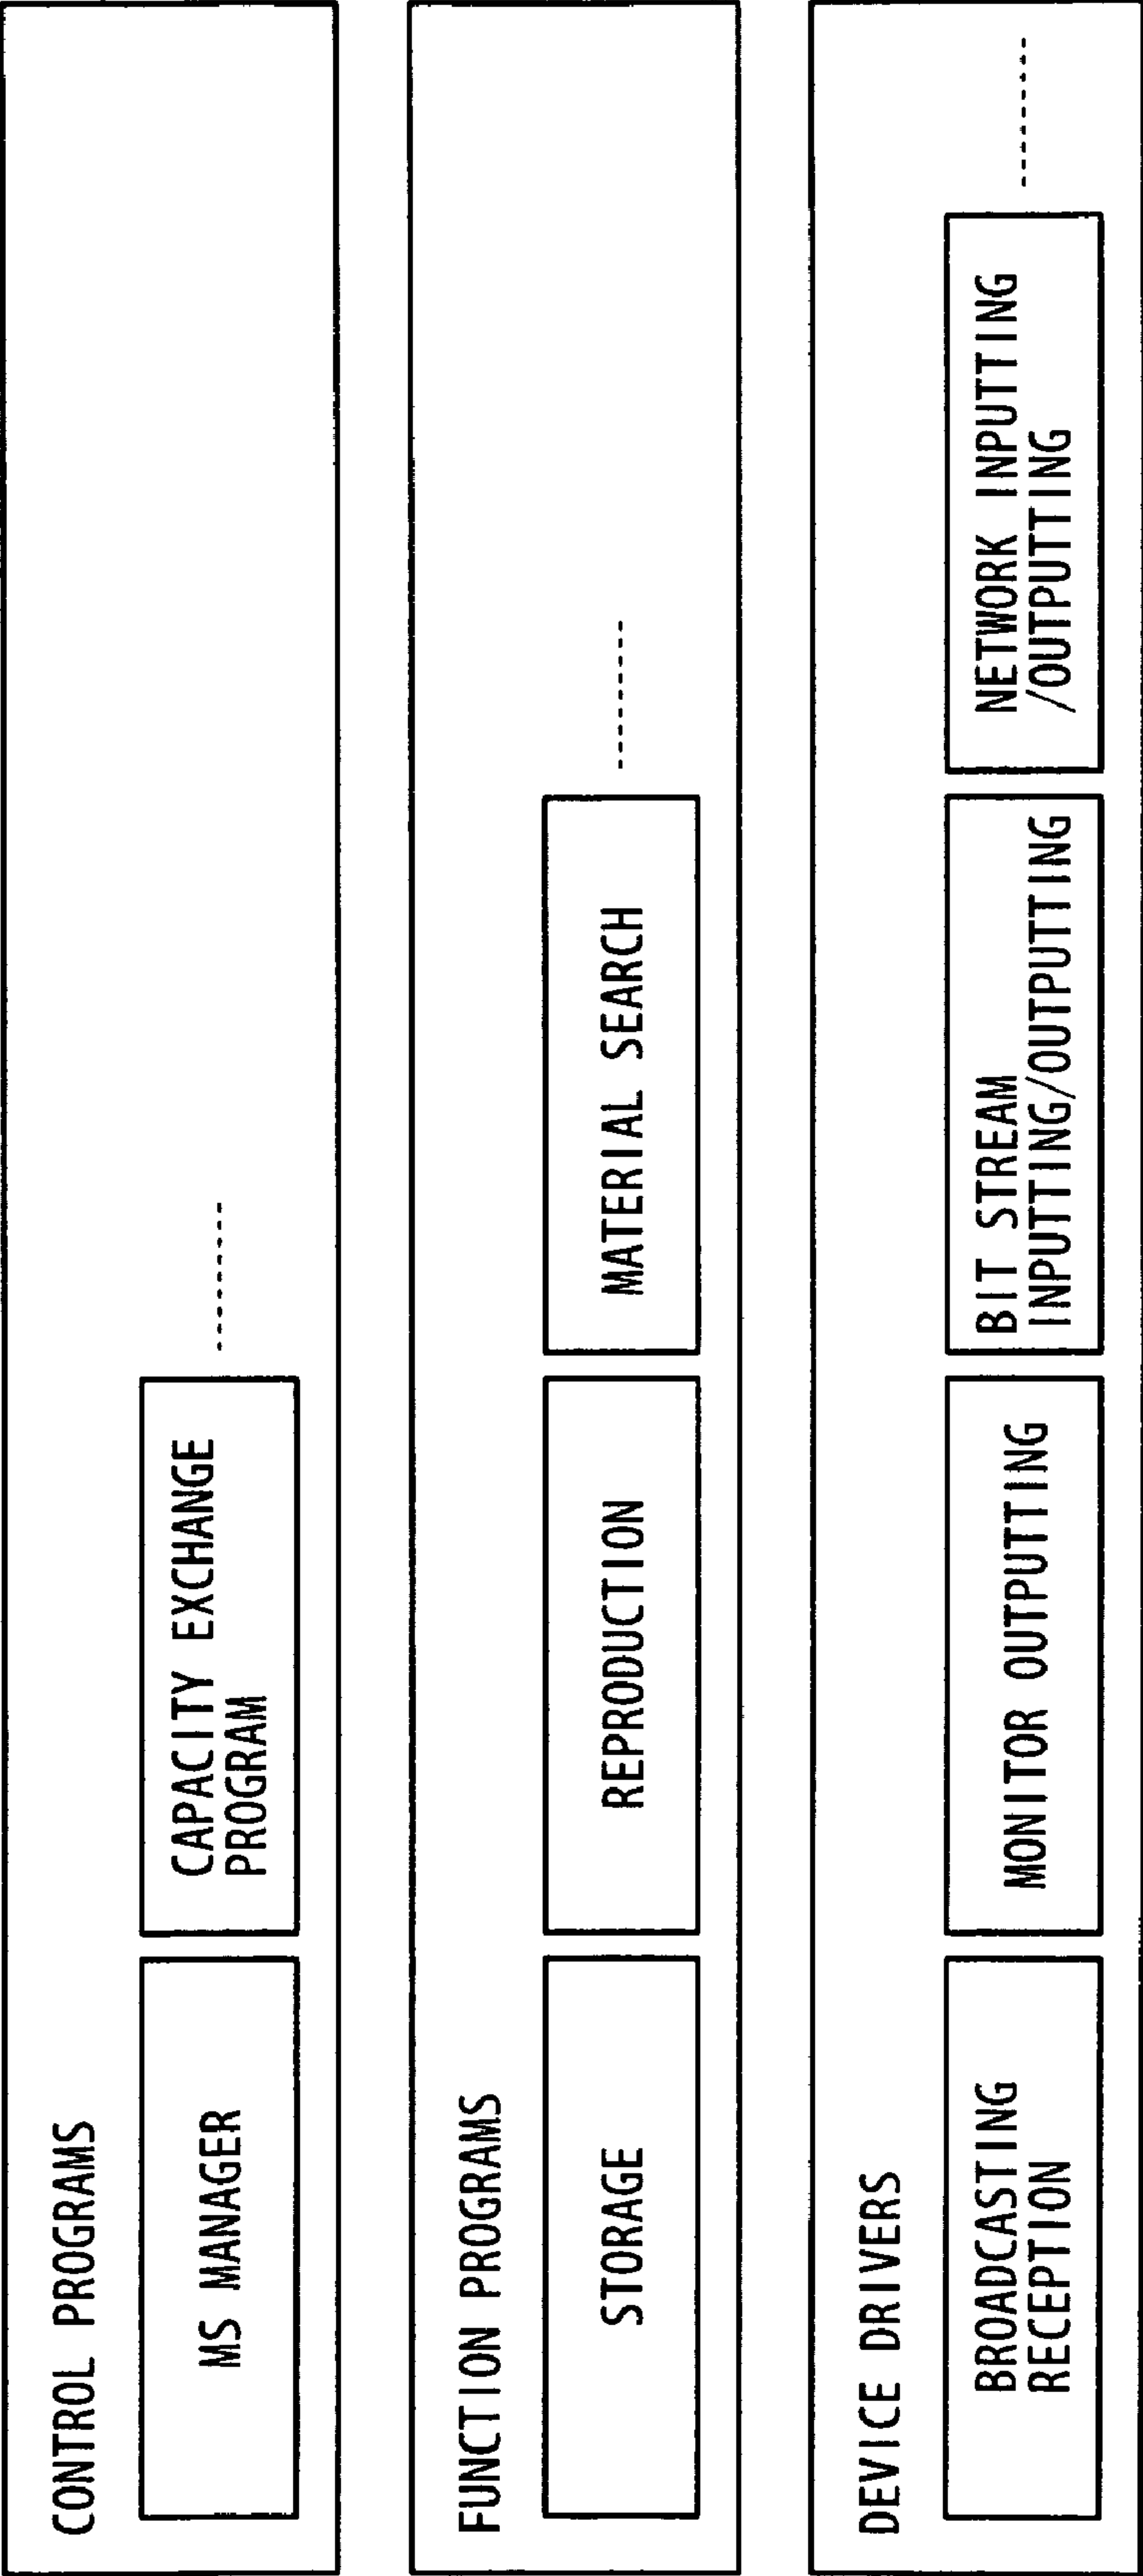 CONTROL PROGRAMS
MS MANAGER
CAPACITY EXCHANGE
PROGRAM
FUNCTION PROGRAMS
STORAGE
REPRODUCTION
MATERIAL SEARCH
DEVICE DRIVERS
BROADCASTING
RECEPTION
MONITOR OUTPUTTING
BIT STREAM
INPUTTING/OUTPUTTING
NETWORK INPUTTING
/OUTPUTTING